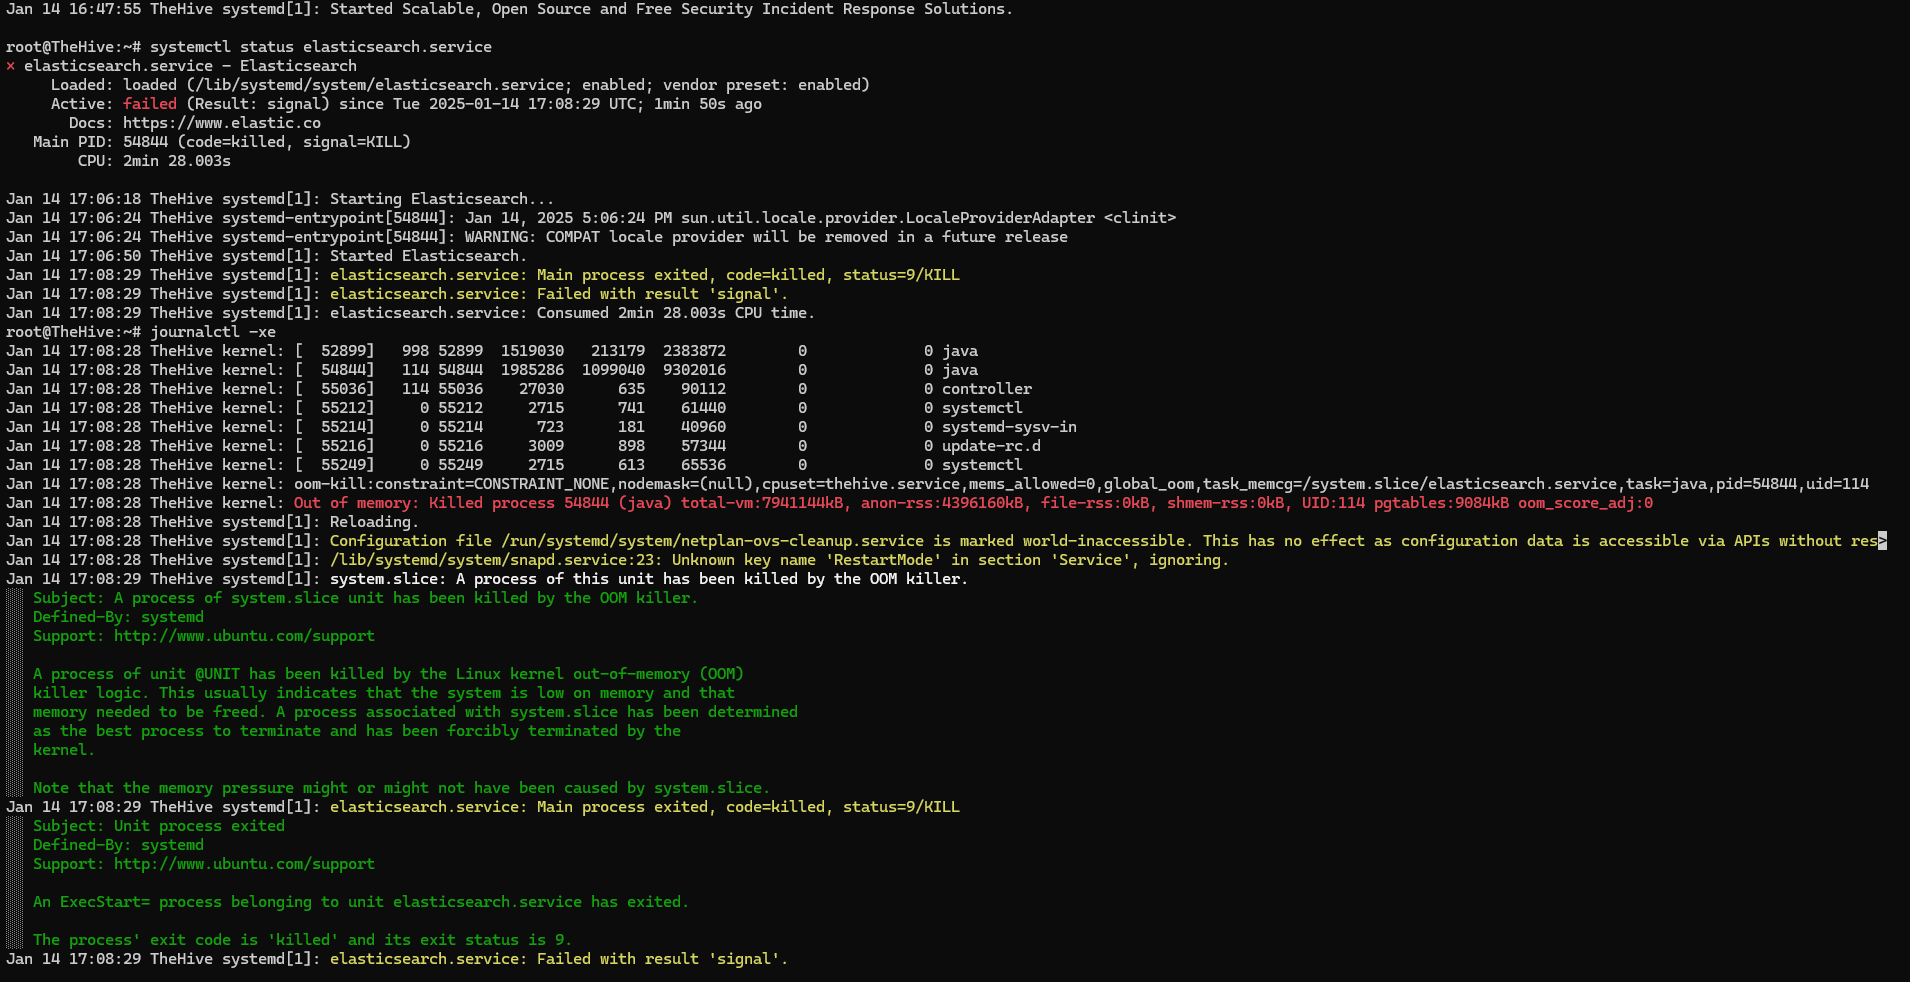 Jan 14 16:47:55 TheHive systemd[1]: Started Scalable, Open Source and Free Security Incident Response Solutions.
root@TheHive:~# systemctl status elasticsearch.service
× elasticsearch.service - Elasticsearch
Loaded: loaded (/lib/systemd/system/elasticsearch.service; enabled; vendor preset: enabled)
Active: failed (Result: signal) since Tue 2025-01-14 17:08:29 UTC; 1min 50s ago
Docs: https://www.elastic.co
Main PID: 54844 (code=killed, signal=KILL)
CPU: 2min 28.003s
Jan 14 17:06:18 TheHive systemd[1]: Starting Elasticsearch...
Jan 14 17:06:24 TheHive systemd-entrypoint[54844]: Jan 14, 2025 5:06:24 PM sun.util.locale.provider.LocaleProviderAdapter <clinit>
Jan 14 17:06:24 TheHive systemd-entrypoint[54844]: WARNING: COMPAT locale provider will be removed in a future release
Jan 14 17:06:50 TheHive systemd[1]: Started Elasticsearch.
Jan 14 17:08:29 TheHive systemd[1]: elasticsearch.service: Main process exited, code=killed, status=9/KILL
Jan 14 17:08:29 TheHive systemd[1]: elasticsearch.service: Failed with result 'signal'.
Jan 14 17:08:29 TheHive systemd[1]: elasticsearch.service: Consumed 2min 28.003s CPU time.
root@TheHive:~# journalctl -xe
Jan 14 17:08:28 TheHive kernel: [  52899]   998 52899  1519030   213179  2383872        0             0 java
Jan 14 17:08:28 TheHive kernel: [  54844]   114 54844  1985286  1099040  9302016        0             0 java
Jan 14 17:08:28 TheHive kernel: [  55036]   114 55036    27030      635    90112        0             0 controller
Jan 14 17:08:28 TheHive kernel: [  55212]     0 55212     2715      741    61440        0             0 systemctl
Jan 14 17:08:28 TheHive kernel: [  55214]     0 55214      723      181    40960        0             0 systemd-sysv-in
Jan 14 17:08:28 TheHive kernel: [  55216]     0 55216     3009      898    57344        0             0 update-rc.d
Jan 14 17:08:28 TheHive kernel: [  55249]     0 55249     2715      613    65536        0             0 systemctl
Jan 14 17:08:28 TheHive kernel: oom-kill:constraint=CONSTRAINT_NONE,nodemask=(null),cpuset=thehive.service,mems_allowed=0,global_oom,task_memcg=/system.slice/elasticsearch.service,task=java,pid=54844,uid=114
Jan 14 17:08:28 TheHive kernel: Out of memory: Killed process 54844 (java) total-vm:7941144kB, anon-rss:4396160kB, file-rss:0kB, shmem-rss:0kB, UID:114 pgtables:9084kB oom_score_adj:0
Jan 14 17:08:28 TheHive systemd[1]: Reloading.
Jan 14 17:08:28 TheHive systemd[1]: Configuration file /run/systemd/system/netplan-ovs-cleanup.service is marked world-inaccessible. This has no effect as configuration data is accessible via APIs without res>
Jan 14 17:08:28 TheHive systemd[1]: /lib/systemd/system/snapd.service:23: Unknown key name 'RestartMode' in section 'Service', ignoring.
Jan 14 17:08:29 TheHive systemd[1]: system.slice: A process of this unit has been killed by the OOM killer.
Subject: A process of system.slice unit has been killed by the OOM killer.
Defined-By: systemd
Support: http://www.ubuntu.com/support
A process of unit @UNIT has been killed by the Linux kernel out-of-memory (OOM)
killer logic. This usually indicates that the system is low on memory and that
memory needed to be freed. A process associated with system.slice has been determined
as the best process to terminate and has been forcibly terminated by the
kernel.
Note that the memory pressure might or might not have been caused by system.slice.
Jan 14 17:08:29 TheHive systemd[1]: elasticsearch.service: Main process exited, code=killed, status=9/KILL
Subject: Unit process exited
Defined-By: systemd
Support: http://www.ubuntu.com/support
An ExecStart= process belonging to unit elasticsearch.service has exited.
The process' exit code is 'killed' and its exit status is 9.
Jan 14 17:08:29 TheHive systemd[1]: elasticsearch.service: Failed with result 'signal'.